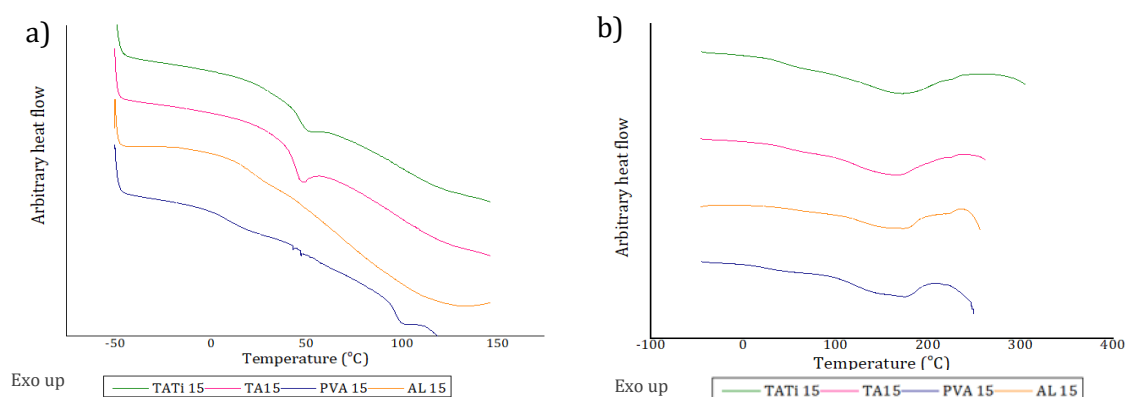 a)
Arbitrary heat flow
-50 0 50 100 150
Temperature (°C)
Exo up
TATi 15 TA15 PVA 15 AL 15
b)
Arbitrary heat flow
-100 0 100 200 300 400
Temperature (°C)
Exo up
TATi 15 TA15 PVA 15 AL 15